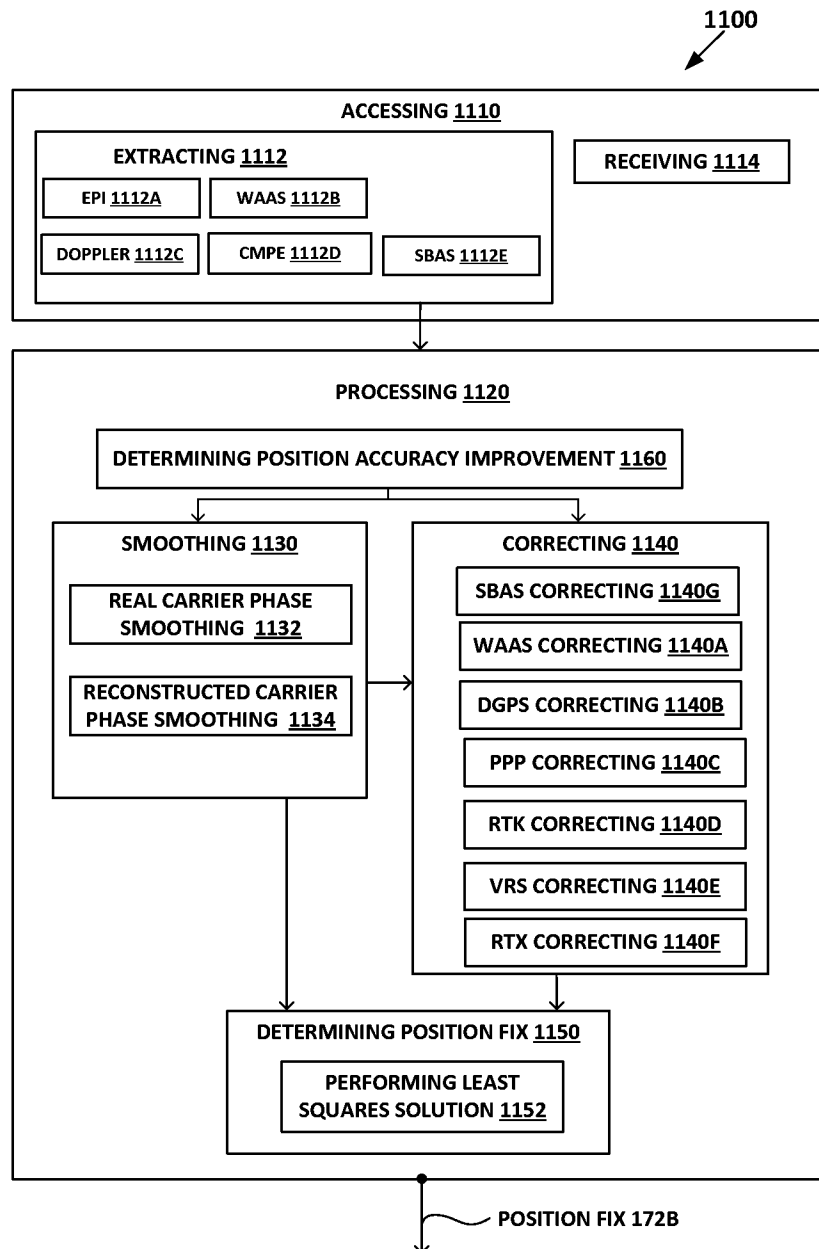 1100
ACCESSING 1110
EXTRACTING 1112
RECEIVING 1114
EPI 1112A
WAAS 1112B
DOPPLER 1112C
CMPE 1112D
SBAS 1112E
PROCESSING 1120
DETERMINING POSITION ACCURACY IMPROVEMENT 1160
SMOOTHING 1130
REAL CARRIER PHASE
SMOOTHING 1132
RECONSTRUCTED CARRIER
PHASE SMOOTHING 1134
CORRECTING 1140
SBAS CORRECTING 1140G
WAAS CORRECTING 1140A
DGPS CORRECTING 1140B
PPP CORRECTING 1140C
RTK CORRECTING 1140D
VRS CORRECTING 1140E
RTX CORRECTING 1140F
DETERMINING POSITION FIX 1150
PERFORMING LEAST
SQUARES SOLUTION 1152
POSITION FIX 172B